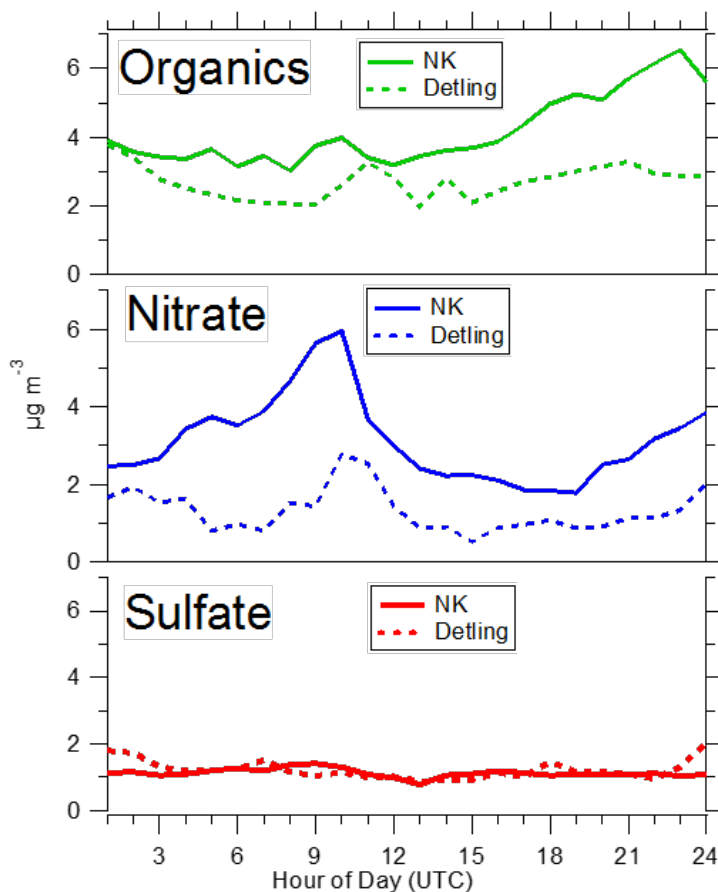 Organics
NK
Detling
6
4
2
0
Nitrate
NK
Detling
6
4
2
0
µg m⁻³
Sulfate
NK
Detling
6
4
2
0
3 6 9 12 15 18 21 24
Hour of Day (UTC)